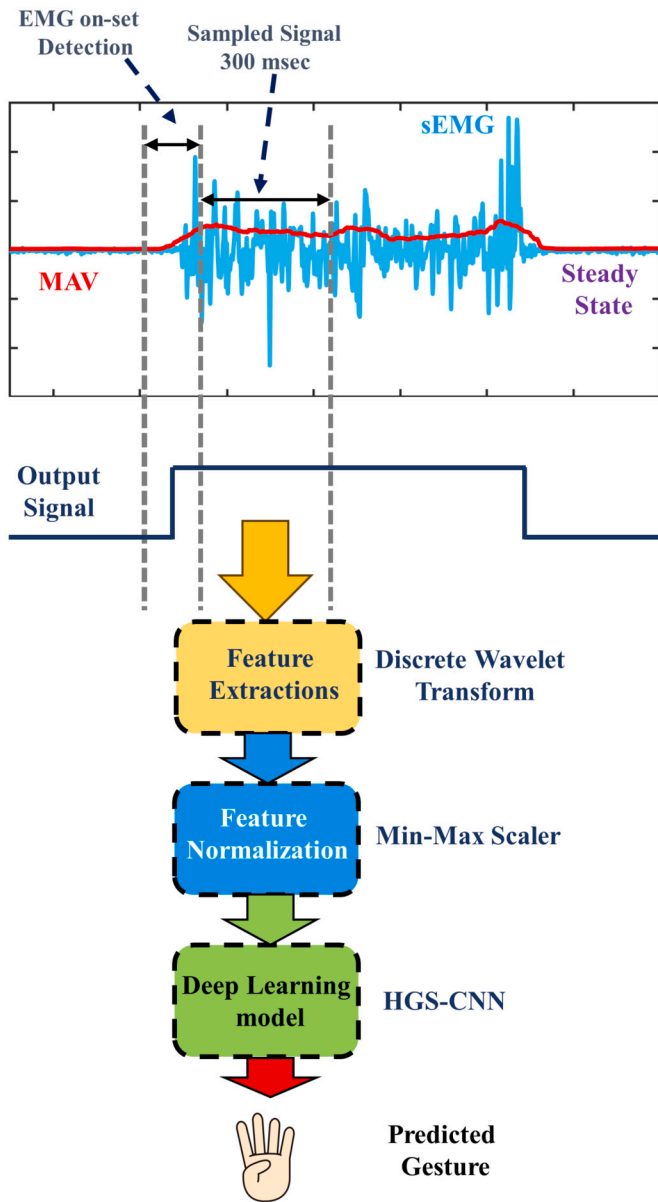 EMG on-set
Detection
Sampled Signal
300 msec
sEMG
MAV
Steady
State
Output
Signal
Feature
Extractions
Discrete Wavelet
Transform
Feature
Normalization
Min-Max Scaler
Deep Learning
model
HGS-CNN
Predicted
Gesture